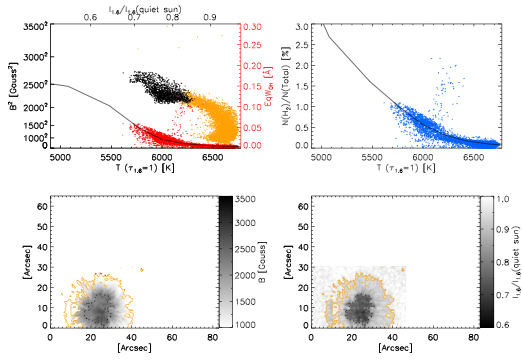 I₁.₆/I₁.₆(quiet sun)
0.6 0.7 0.8 0.9
3500² 3000² 2500² 2000² 1500² 1000² 0²
B² [Gauss²]
0.30 0.25 0.20 0.15 0.10 0.05 0.00
EqW_OH [Å]
5000 5500 6000 6500
4900 6700
T (τ₁.₆=1) [K]
3.0 2.5 2.0 1.5 1.0 0.5 0.0
N(H₂)/N(Total) [%]
5000 5500 6000 6500
T (τ₁.₆=1) [K]
60 50 40 30 20 10 0
[Arcsec]
0 20 40 60 80
[Arcsec]
3500 3000 2500 2000 1500 1000
B [Gauss]
60 50 40 30 20 10 0
[Arcsec]
0 20 40 60 80
[Arcsec]
1.0 0.9 0.8 0.7 0.6
I₁.₆/I₁.₆(quiet sun)